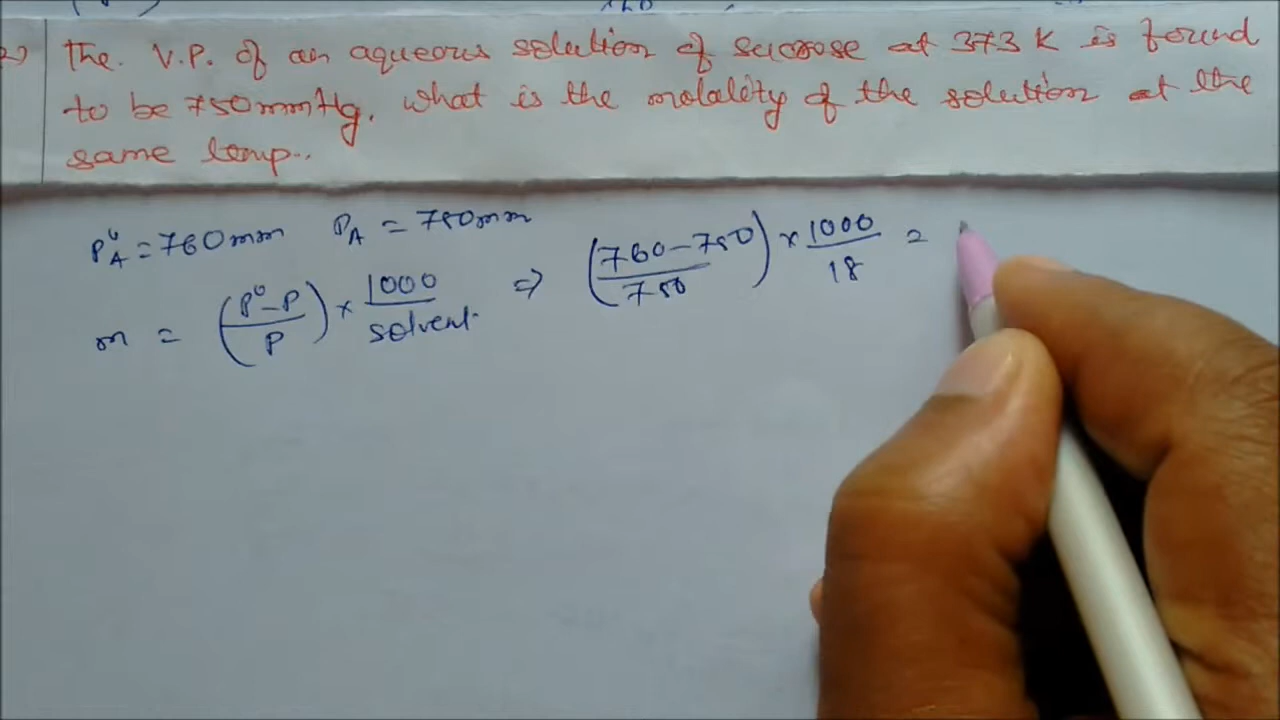 2) The. V.P. of an aqueous solution of sucrose at 373 K is found
to be 750mmHg. What is the molality of the solution at the
same temp..
P°A = 760mm PA = 750mm
m = (P°-P/P) × 1000/solvent. ⇒ (760-750/750) × 1000/18 =